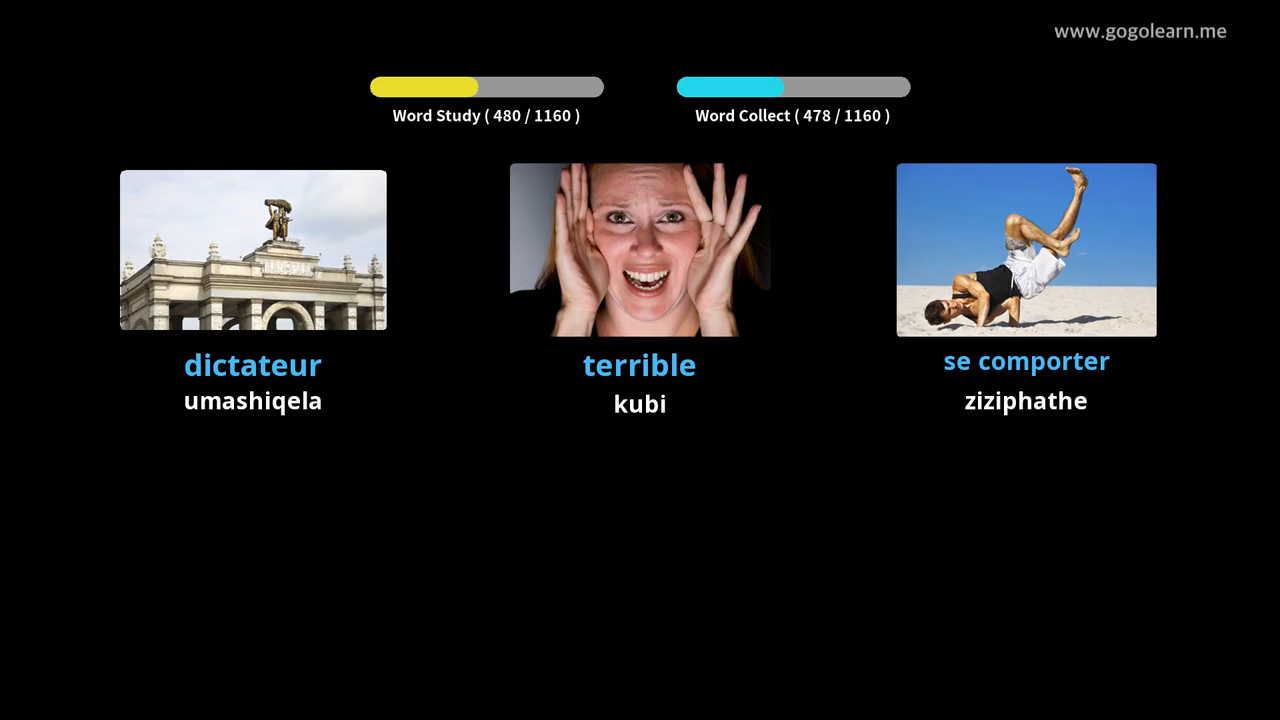 www.gogolearn.me
Word Study ( 480 / 1160 )
Word Collect ( 478 / 1160 )
dictateur
umashiqela
terrible
kubi
se comporter
ziziphathe